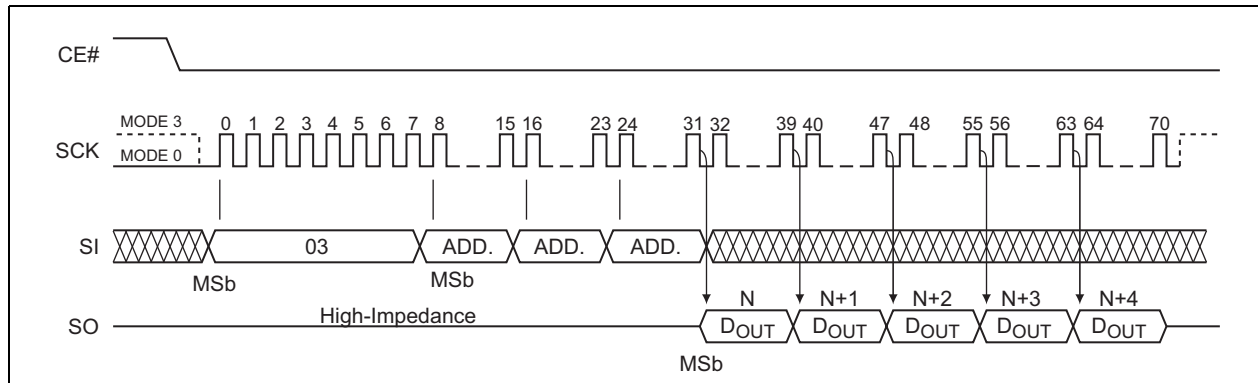 CE#
MODE 3
SCK
MODE 0
0 1 2 3 4 5 6 7 8 15 16 23 24 31 32 39 40 47 48 55 56 63 64 70
SI
03 ADD. ADD. ADD.
MSb MSb
High-Impedance
N N+1 N+2 N+3 N+4
SO
DOUT DOUT DOUT DOUT DOUT
MSb